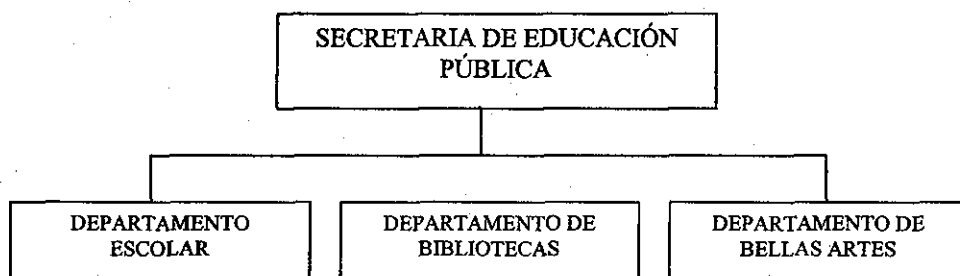 SECRETARIA DE EDUCACIÓN
PÚBLICA
DEPARTAMENTO
ESCOLAR
DEPARTAMENTO DE
BIBLIOTECAS
DEPARTAMENTO DE
BELLAS ARTES